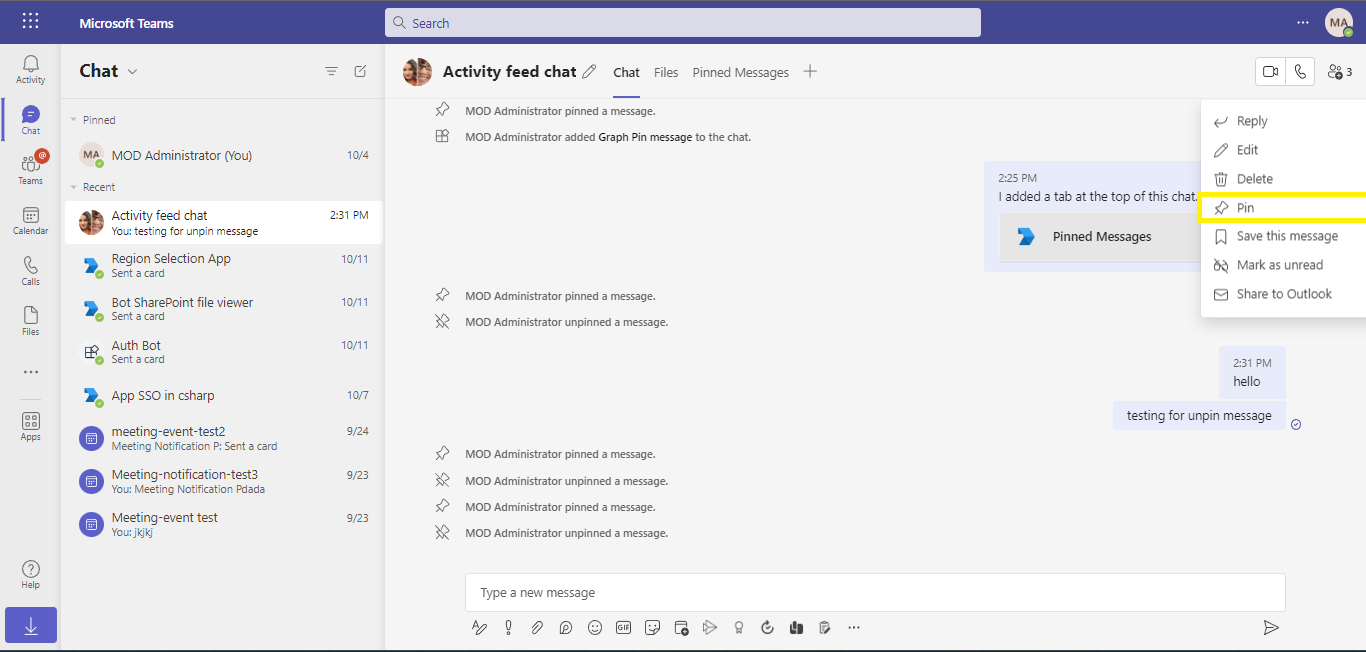 Microsoft Teams
Search
MA
Activity
Chat
Teams
@
Calendar
Calls
Files
Apps
Help
Chat
Pinned
MA
MOD Administrator (You)
10/4
Recent
Activity feed chat
2:31 PM
You: testing for unpin message
Region Selection App
10/11
Sent a card
Bot SharePoint file viewer
10/11
Sent a card
Auth Bot
10/11
Sent a card
App SSO in csharp
10/7
meeting-event-test2
9/24
Meeting Notification P: Sent a card
Meeting-notification-test3
9/23
You: Meeting Notification Pdada
Meeting-event test
9/23
You: jkjkj
Activity feed chat
Chat
Files
Pinned Messages
3
MOD Administrator pinned a message.
MOD Administrator added Graph Pin message to the chat.
2:25 PM
I added a tab at the top of this chat.
Pinned Messages
Reply
Edit
Delete
Pin
Save this message
Mark as unread
Share to Outlook
MOD Administrator pinned a message.
MOD Administrator unpinned a message.
2:31 PM
hello
testing for unpin message
MOD Administrator pinned a message.
MOD Administrator unpinned a message.
MOD Administrator pinned a message.
MOD Administrator unpinned a message.
Type a new message
GIF